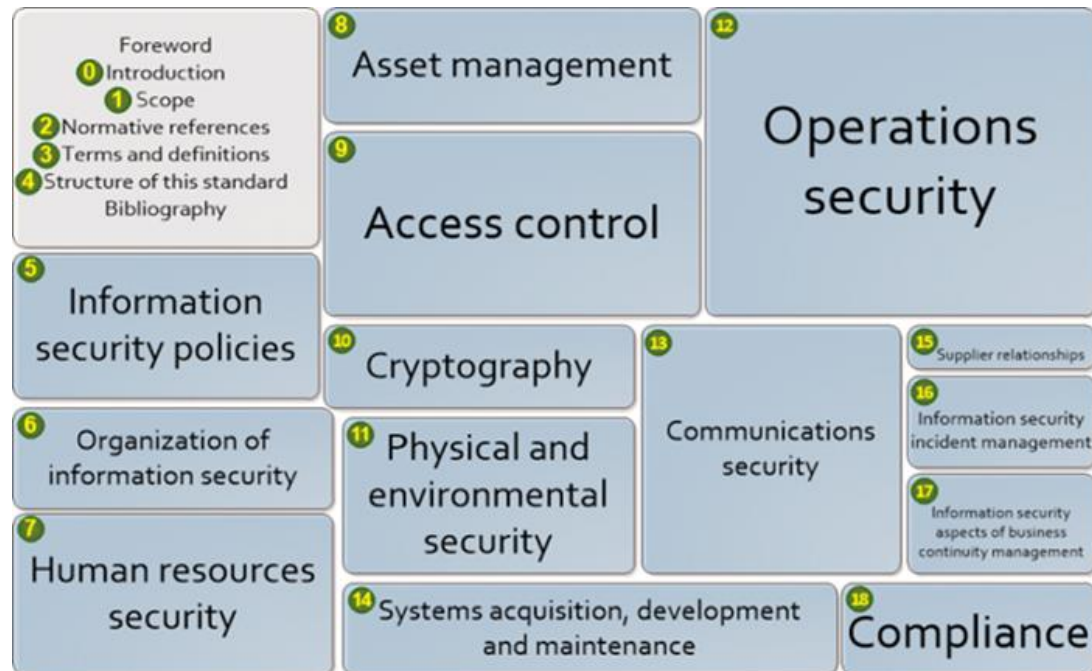 Foreword
0 Introduction
1 Scope
2 Normative references
3 Terms and definitions
4 Structure of this standard
Bibliography
5
Information
security policies
6
Organization of
information security
7
Human resources
security
8
Asset management
9
Access control
10
Cryptography
11
Physical and
environmental
security
12
Operations
security
13
Communications
security
14
Systems acquisition, development
and maintenance
15
Supplier relationships
16
Information security
incident management
17
Information security
aspects of business
continuity management
18
Compliance